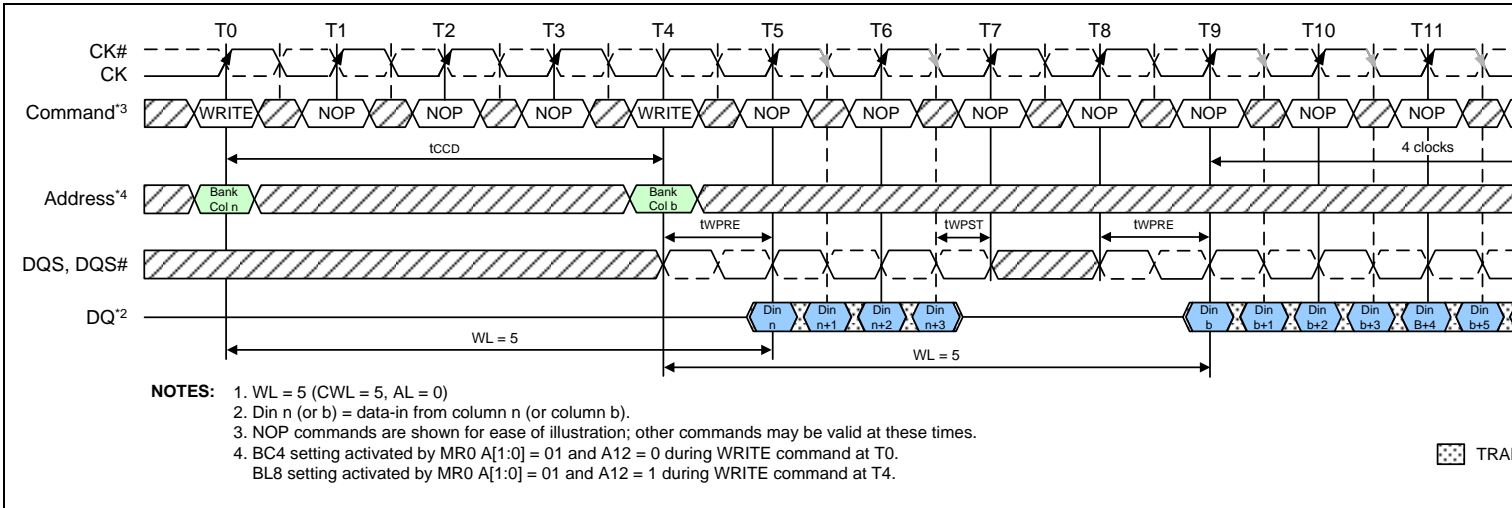 T0 T1 T2 T3 T4 T5 T6 T7 T8 T9 T10 T11
CK#
CK
Command*3 WRITE NOP NOP NOP WRITE NOP NOP NOP NOP NOP NOP NOP
tCCD 4 clocks
Address*4 Bank Col n Bank Col b
tWPRE tWPST tWPRE
DQS, DQS#
DQ*2 Din n Din n+1 Din n+2 Din n+3 Din b Din b+1 Din b+2 Din b+3 Din B+4 Din b+5
WL = 5
WL = 5
NOTES: 1. WL = 5 (CWL = 5, AL = 0)
2. Din n (or b) = data-in from column n (or column b).
3. NOP commands are shown for ease of illustration; other commands may be valid at these times.
4. BC4 setting activated by MR0 A[1:0] = 01 and A12 = 0 during WRITE command at T0.
BL8 setting activated by MR0 A[1:0] = 01 and A12 = 1 during WRITE command at T4.